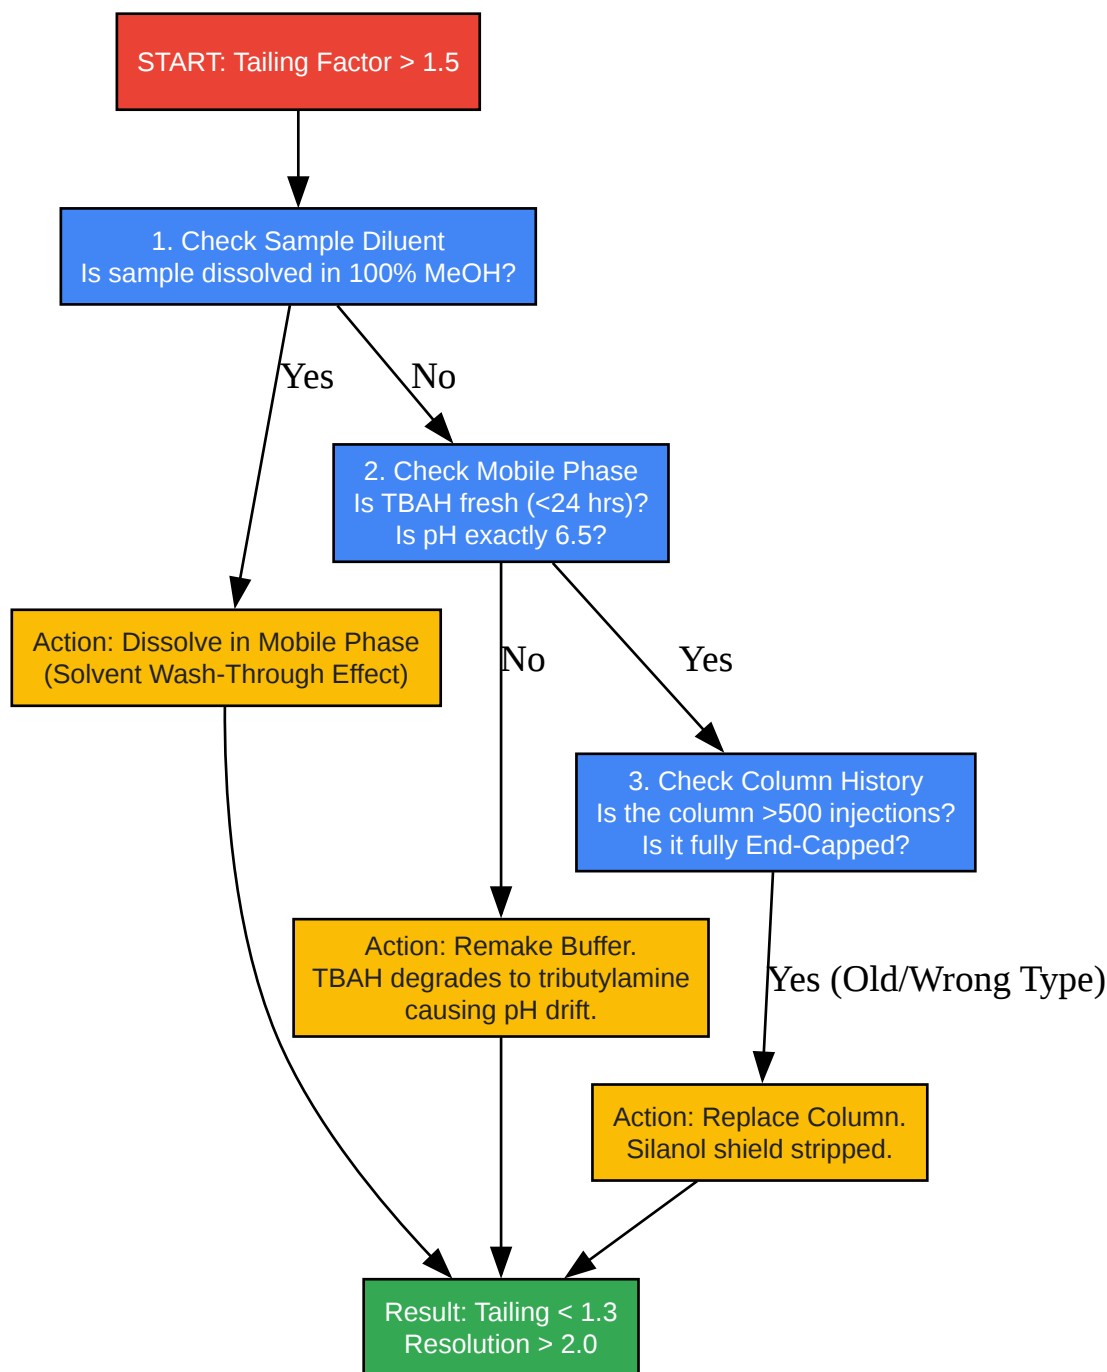 START: Tailing Factor > 1.5
1. Check Sample Diluent
Is sample dissolved in 100% MeOH?
Yes
No
2. Check Mobile Phase
Is TBAH fresh (<24 hrs)?
Is pH exactly 6.5?
Action: Dissolve in Mobile Phase
(Solvent Wash-Through Effect)
No
Yes
3. Check Column History
Is the column >500 injections?
Is it fully End-Capped?
Action: Remake Buffer.
TBAH degrades to tributylamine
causing pH drift.
Yes (Old/Wrong Type)
Action: Replace Column.
Silanol shield stripped.
Result: Tailing < 1.3
Resolution > 2.0